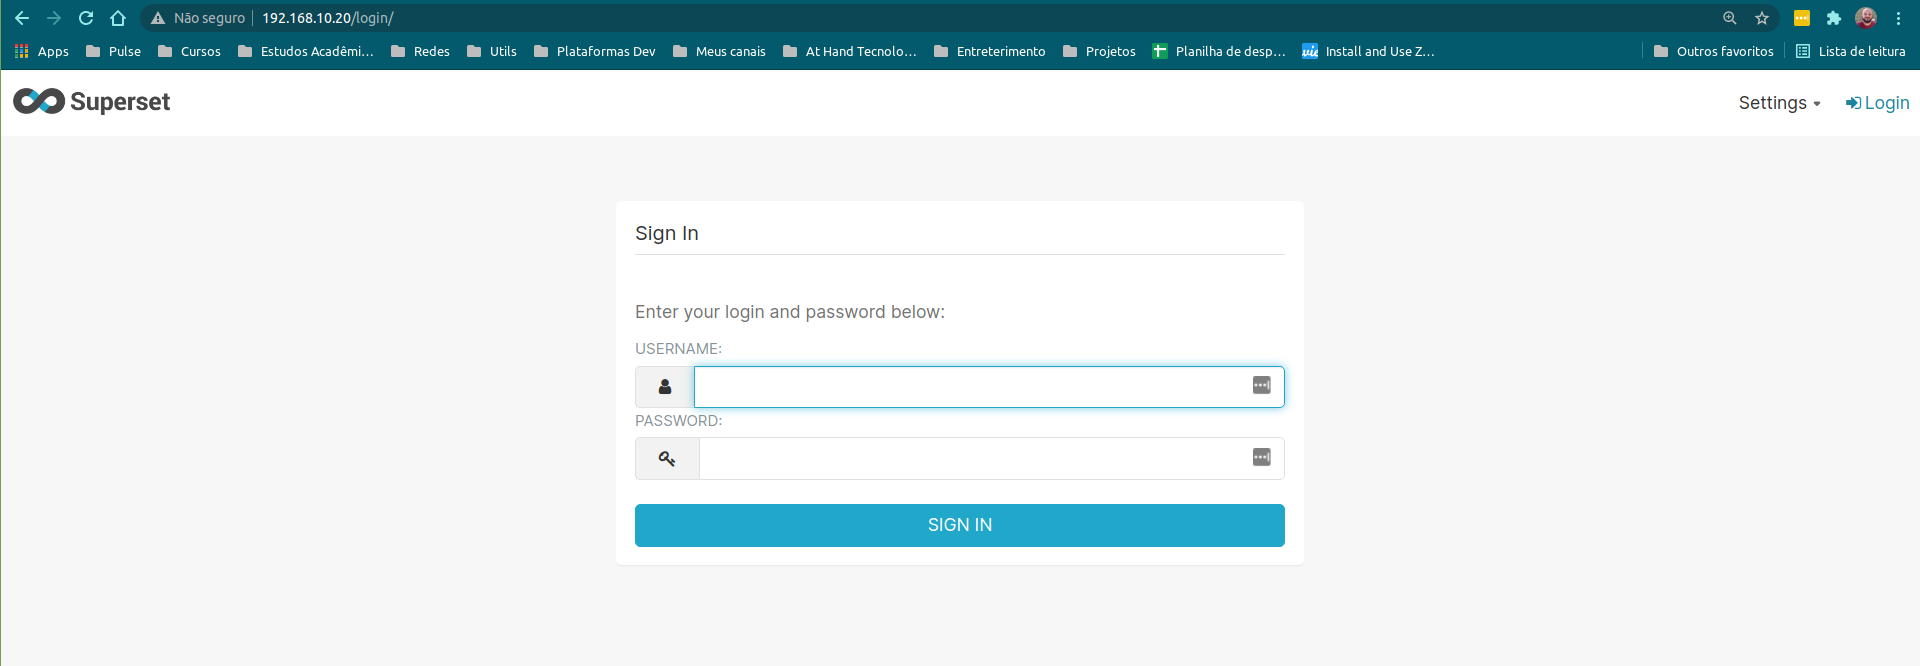 Não seguro 192.168.10.20/login/
Apps Pulse Cursos Estudos Acadêmi... Redes Utils Plataformas Dev Meus canais At Hand Tecnolo... Entreterimento Projetos Planilha de desp... Install and Use Z... Outros favoritos Lista de leitura
Superset Settings Login
Sign In
Enter your login and password below:
USERNAME:
PASSWORD:
SIGN IN